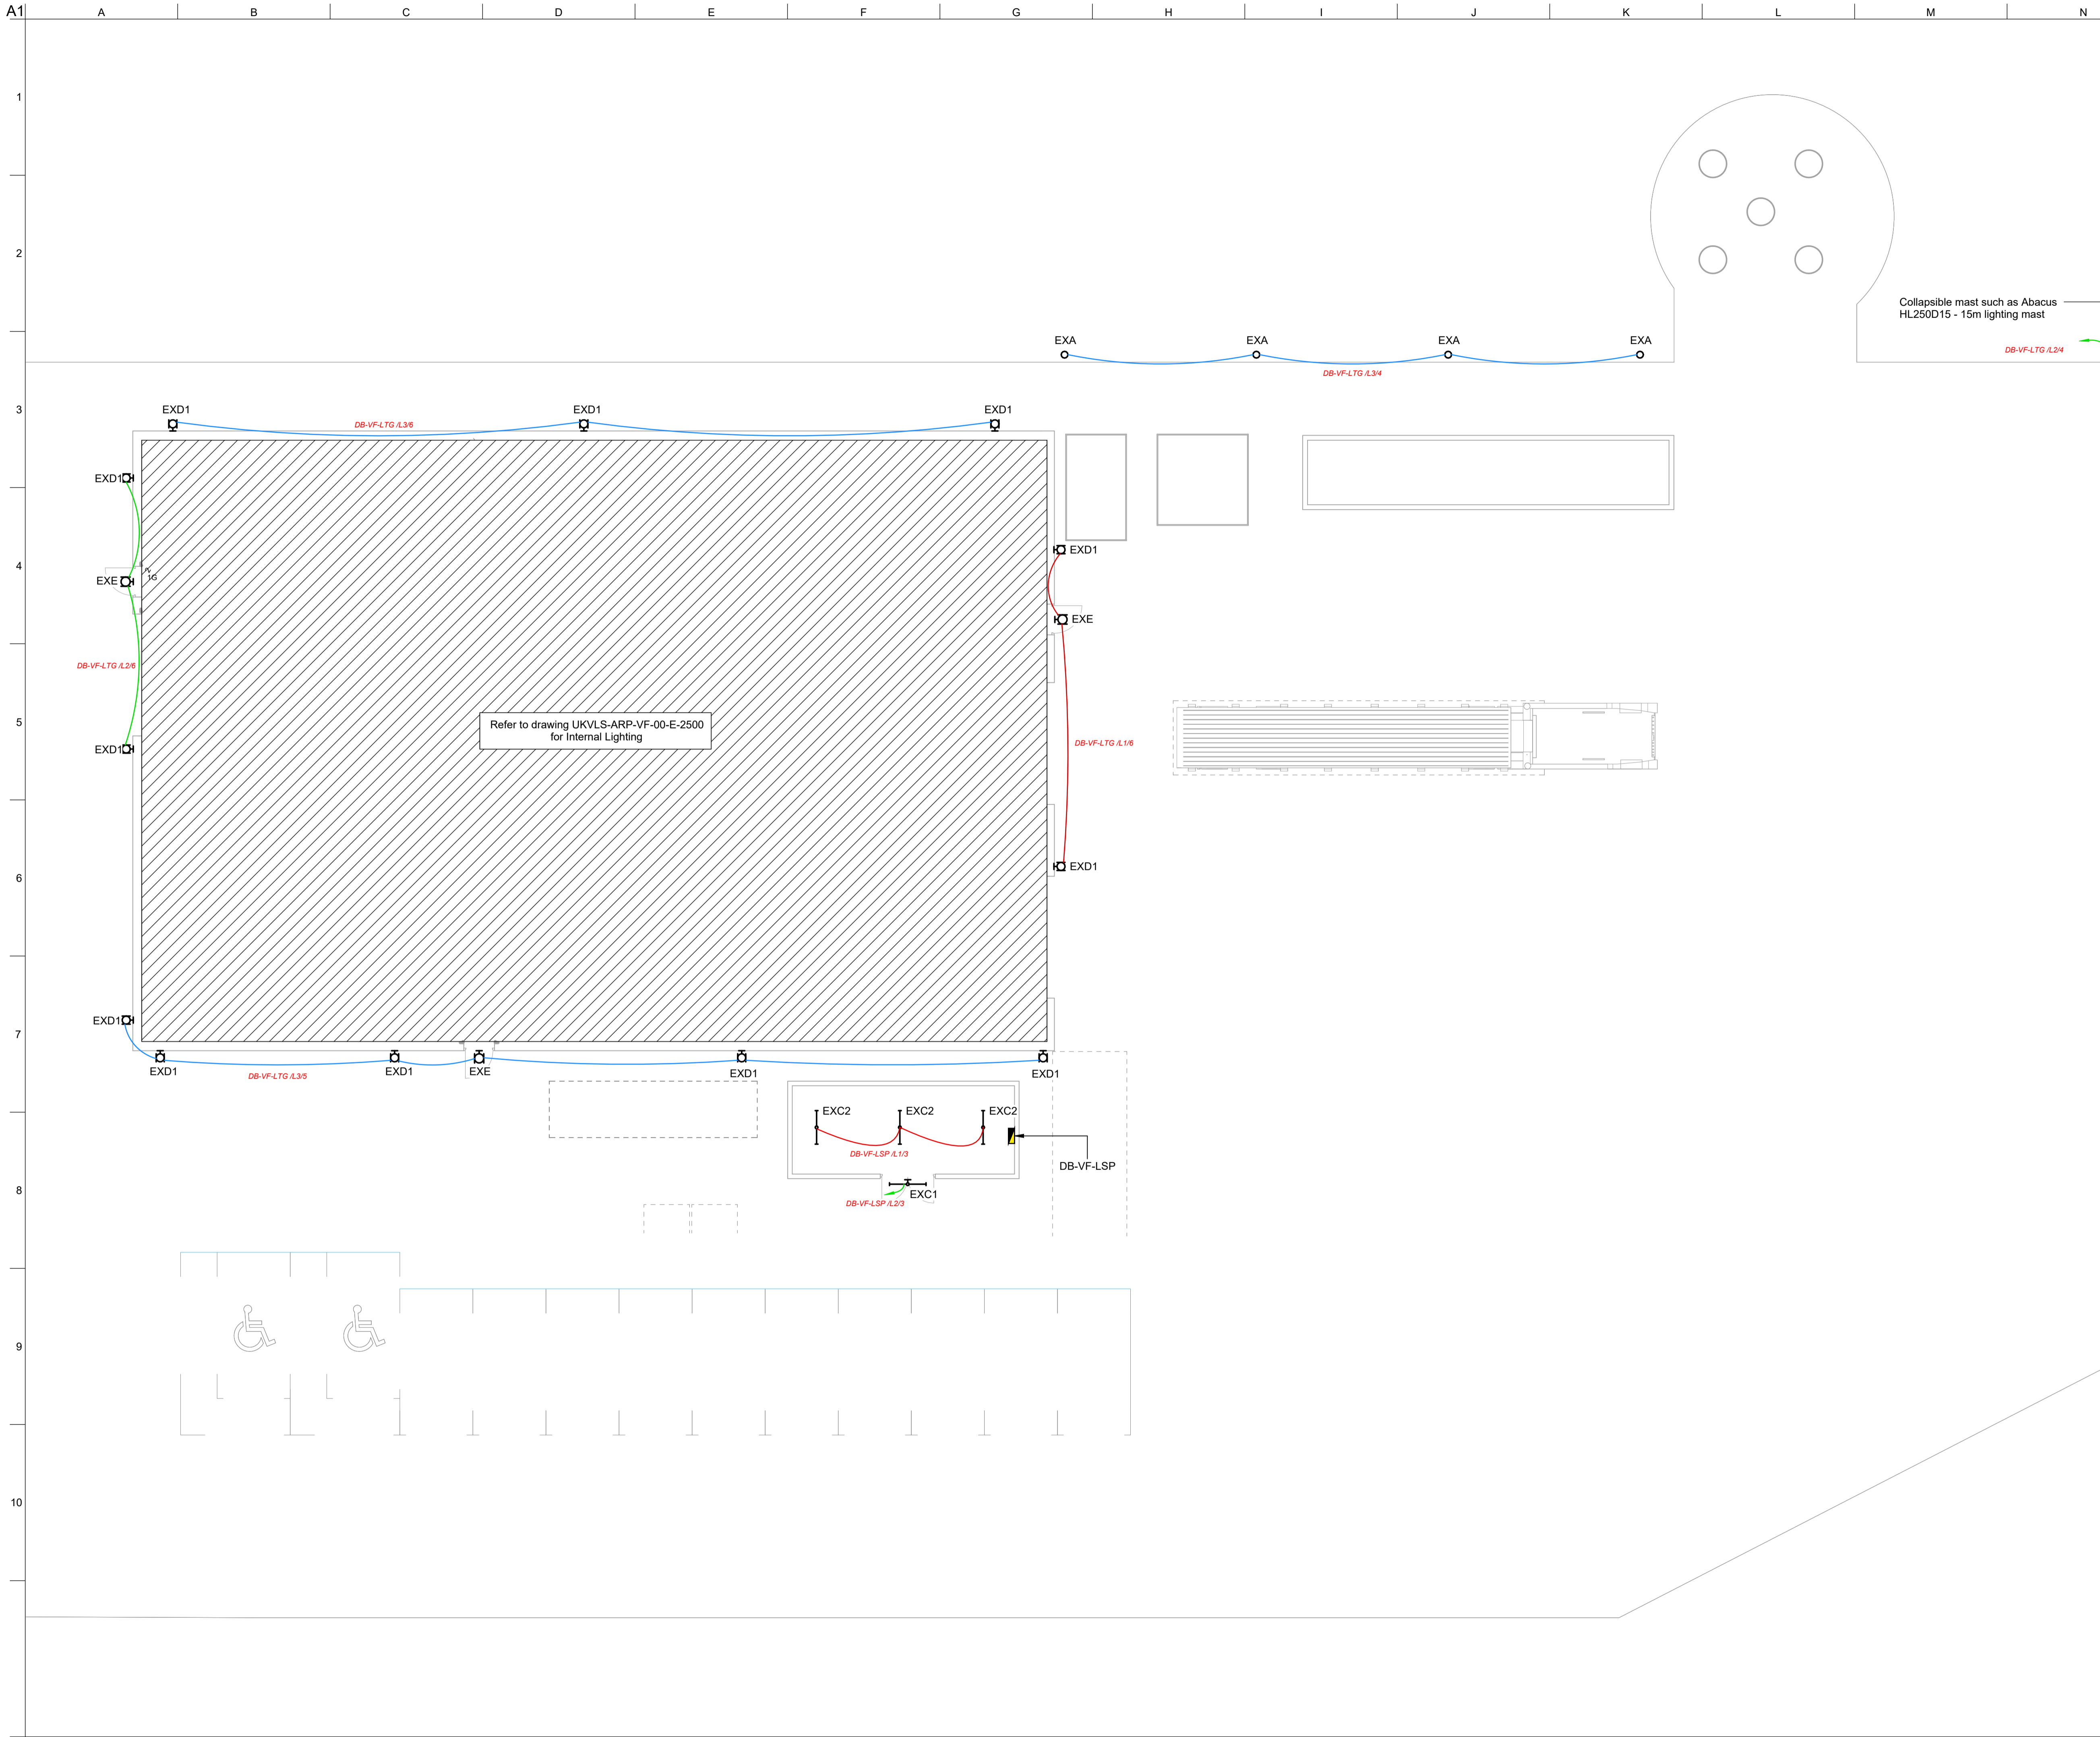 A1
A B C D E F G H I J K L M N
1
2
Collapsible mast such as Abacus
HL250D15 - 15m lighting mast
EXA EXA EXA EXA
DB-VF-LTG /L2/4
DB-VF-LTG /L3/4
3
EXD1 EXD1 EXD1
DB-VF-LTG /L3/6
EXD1
EXD1
4
EXE
1G
EXE
DB-VF-LTG /L2/6
5
Refer to drawing UKVLS-ARP-VF-00-E-2500
for Internal Lighting
DB-VF-LTG /L1/6
EXD1
EXD1
6
EXD1
7
EXD1 EXD1 EXE EXD1 EXD1
DB-VF-LTG /L3/5
EXC2 EXC2 EXC2
DB-VF-LSP /L1/3
DB-VF-LSP
8
EXC1
DB-VF-LSP /L2/3
9
10